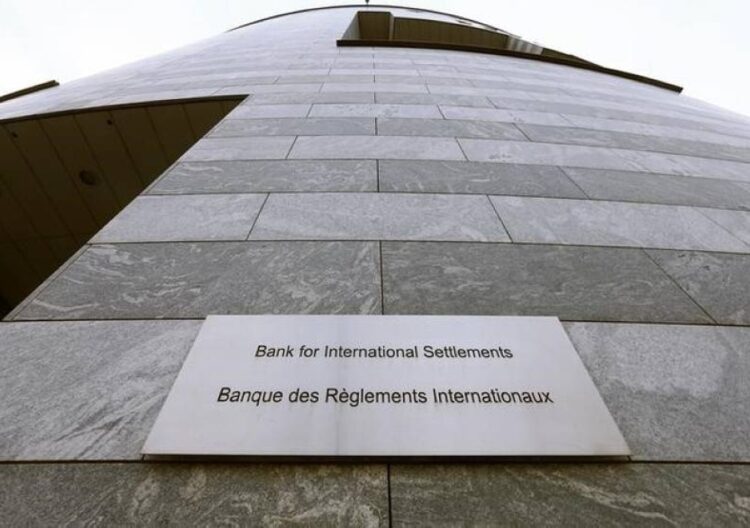 Bank for International Settlements
Banque des Règlements Internationaux